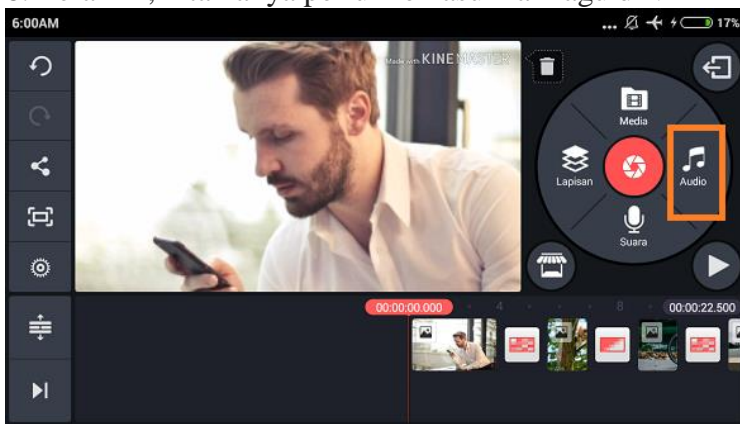 6:00AM
... 17%
Made with KINEMASTER
Media
Lapisan
Audio
Suara
00:00:00.000
4
8
00:00:22.500